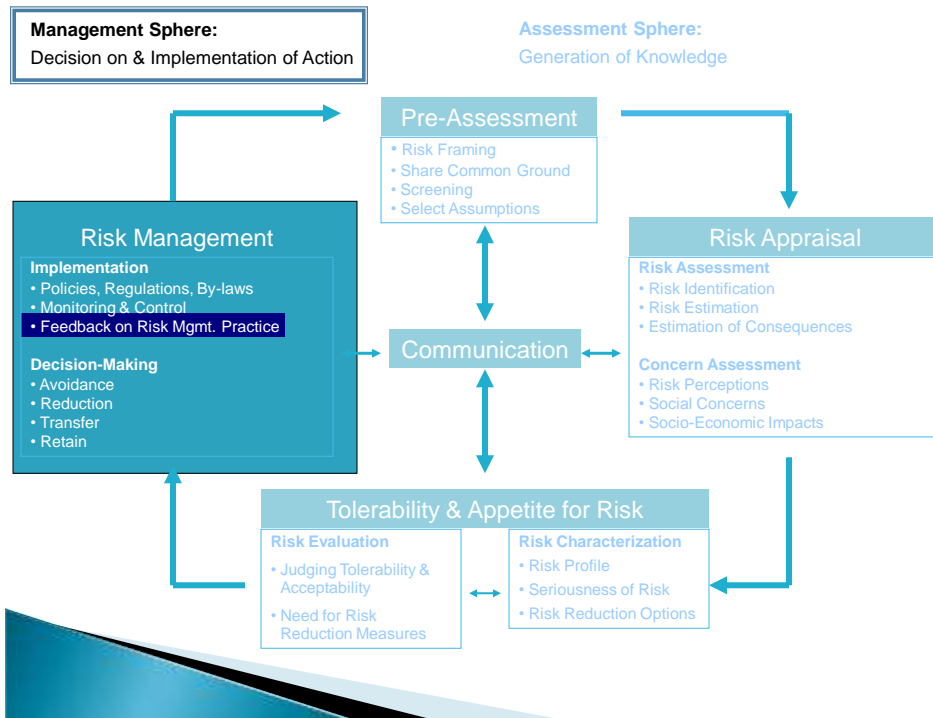 Management Sphere:
Decision on & Implementation of Action
Assessment Sphere:
Generation of Knowledge
Pre-Assessment
• Risk Framing
• Share Common Ground
• Screening
• Select Assumptions
Risk Management
Implementation
• Policies, Regulations, By-laws
• Monitoring & Control
• Feedback on Risk Mgmt. Practice
Decision-Making
• Avoidance
• Reduction
• Transfer
• Retain
Communication
Risk Appraisal
Risk Assessment
• Risk Identification
• Risk Estimation
• Estimation of Consequences
Concern Assessment
• Risk Perceptions
• Social Concerns
• Socio-Economic Impacts
Tolerability & Appetite for Risk
Risk Evaluation
• Judging Tolerability &
Acceptability
• Need for Risk
Reduction Measures
Risk Characterization
• Risk Profile
• Seriousness of Risk
• Risk Reduction Options